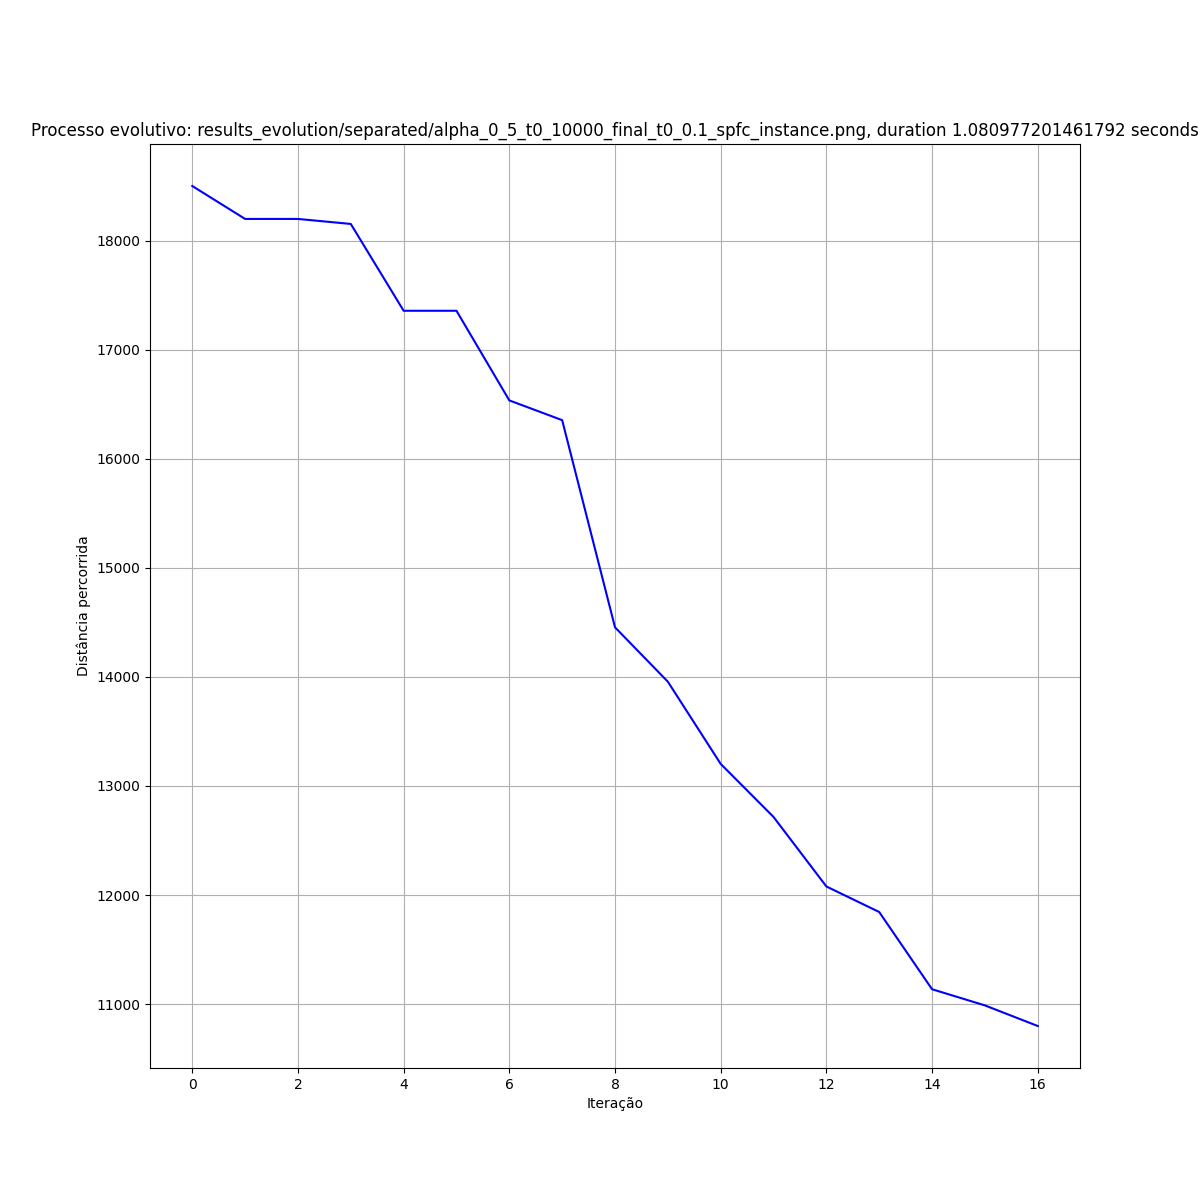 Processo evolutivo: results_evolution/separated/alpha_0_5_t0_10000_final_t0_0.1_spfc_instance.png, duration 1.080977201461792 seconds
18000
17000
16000
15000
14000
13000
12000
11000
Distância percorrida
0 2 4 6 8 10 12 14 16
Iteração